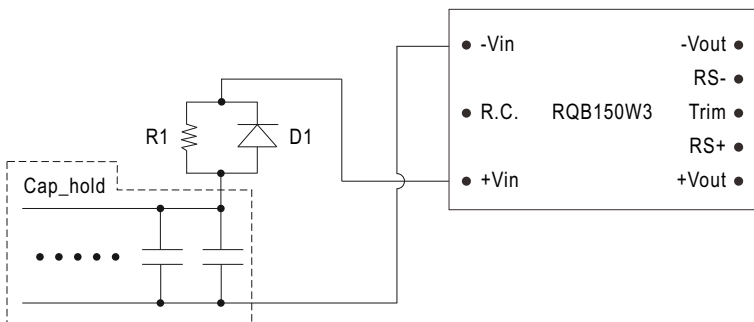 -Vin -Vout
RS-
R1 D1 R.C. RQB150W3 Trim
RS+
Cap_hold +Vin +Vout